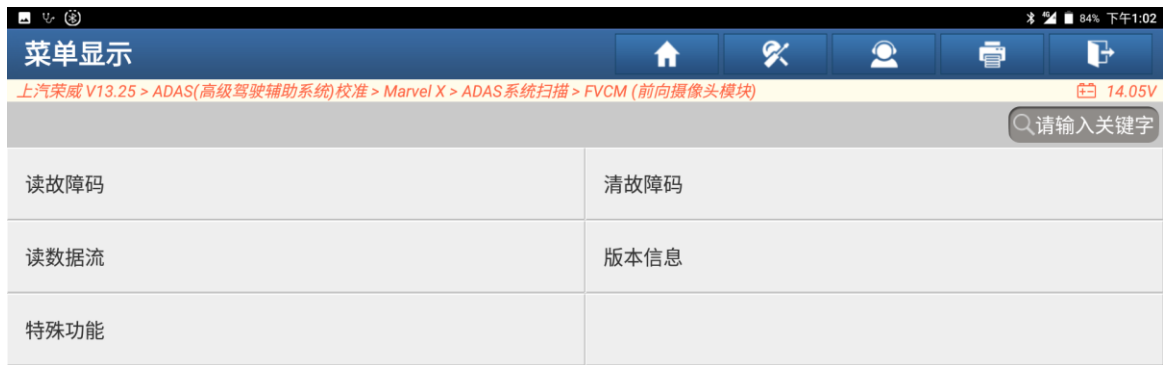 4G 84% 下午1:02
菜单显示
上汽荣威 V13.25 > ADAS(高级驾驶辅助系统)校准 > Marvel X > ADAS系统扫描 > FVCM (前向摄像头模块) 14.05V
请输入关键字
读故障码 清故障码
读数据流 版本信息
特殊功能